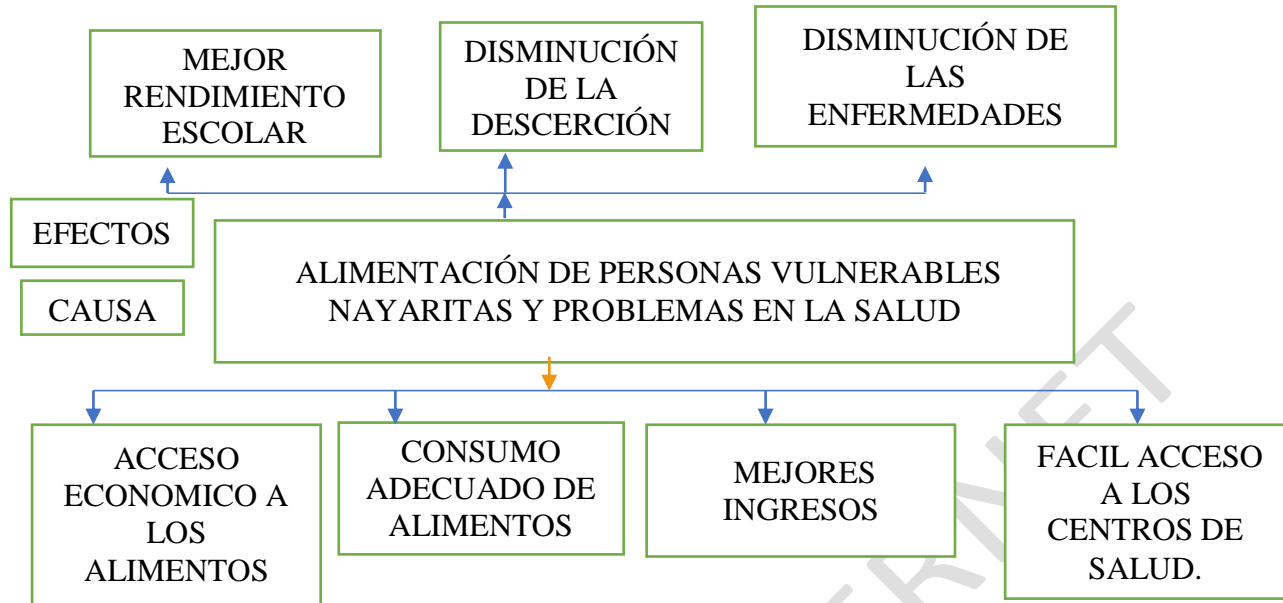 MEJOR
RENDIMIENTO
ESCOLAR
DISMINUCIÓN
DE LA
DESCERCIÓN
DISMINUCIÓN DE
LAS
ENFERMEDADES
EFECTOS
CAUSA
ALIMENTACIÓN DE PERSONAS VULNERABLES
NAYARITAS Y PROBLEMAS EN LA SALUD
ACCESO
ECONOMICO A
LOS
ALIMENTOS
CONSUMO
ADECUADO DE
ALIMENTOS
MEJORES
INGRESOS
FACIL ACCESO
A LOS
CENTROS DE
SALUD.